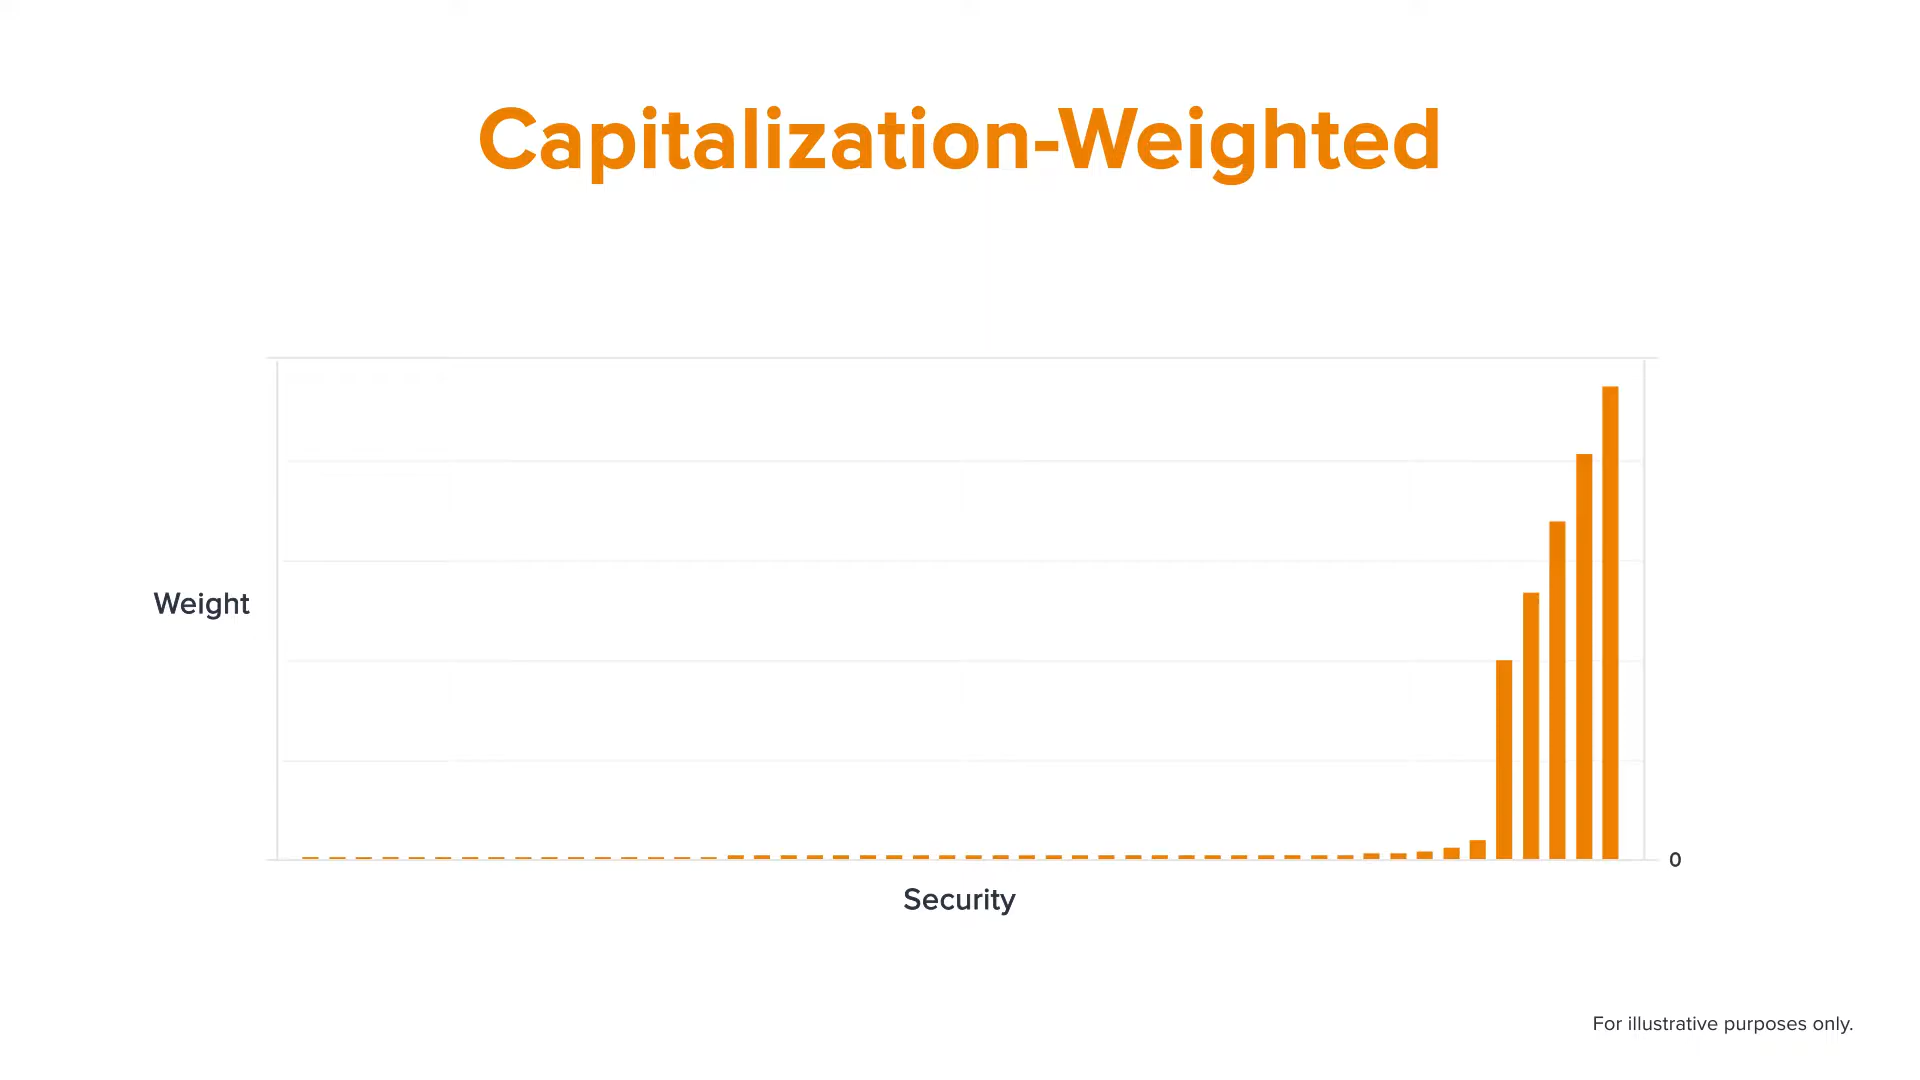 Capitalization-Weighted
Weight
0
Security
For illustrative purposes only.